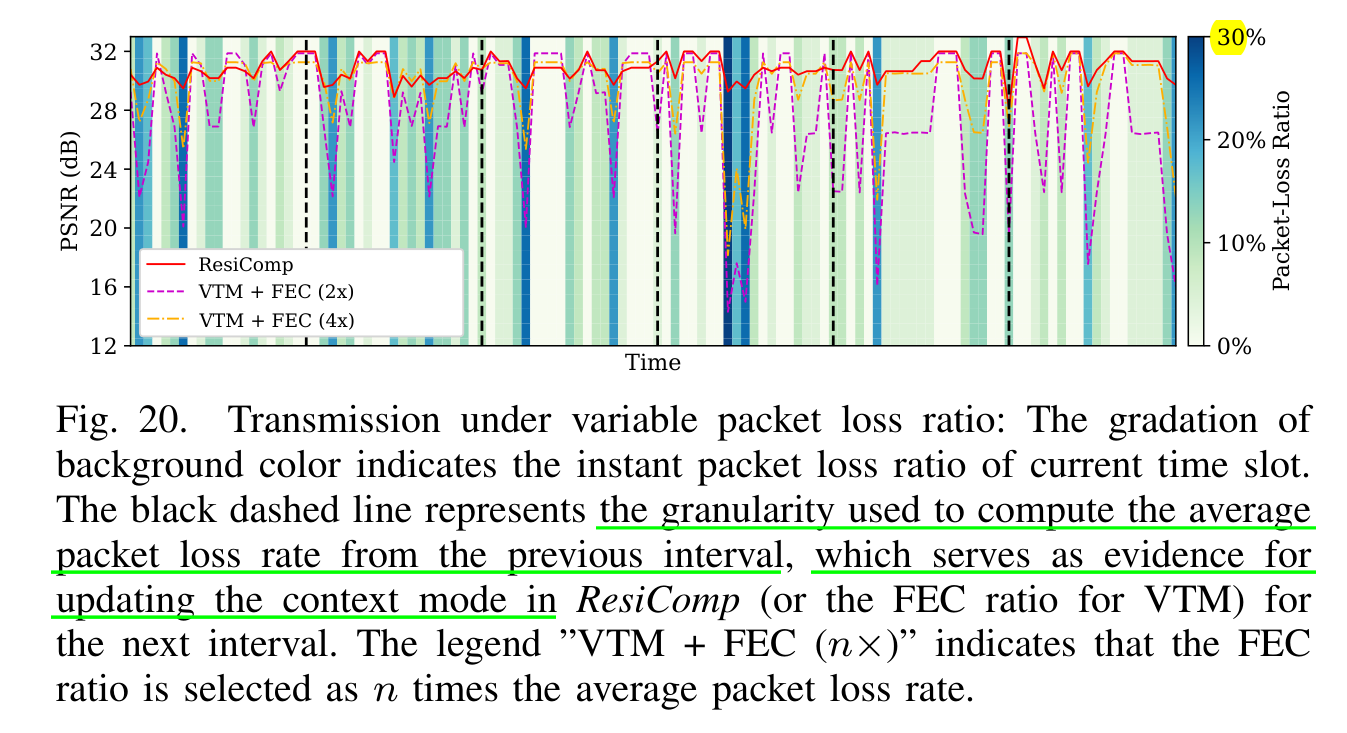 32
28
24
20
16
12
PSNR (dB)
ResiComp
VTM + FEC (2x)
VTM + FEC (4x)
Time
30%
20%
10%
0%
Packet-Loss Ratio
Fig. 20. Transmission under variable packet loss ratio: The gradation of
background color indicates the instant packet loss ratio of current time slot.
The black dashed line represents the granularity used to compute the average
packet loss rate from the previous interval, which serves as evidence for
updating the context mode in ResiComp (or the FEC ratio for VTM) for
the next interval. The legend ”VTM + FEC (n×)” indicates that the FEC
ratio is selected as n times the average packet loss rate.